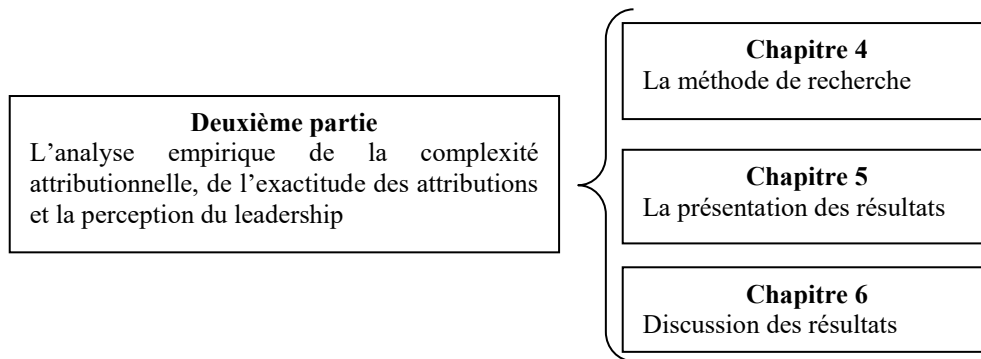 Deuxième partie
L’analyse empirique de la complexité
attributionnelle, de l’exactitude des attributions
et la perception du leadership
Chapitre 4
La méthode de recherche
Chapitre 5
La présentation des résultats
Chapitre 6
Discussion des résultats